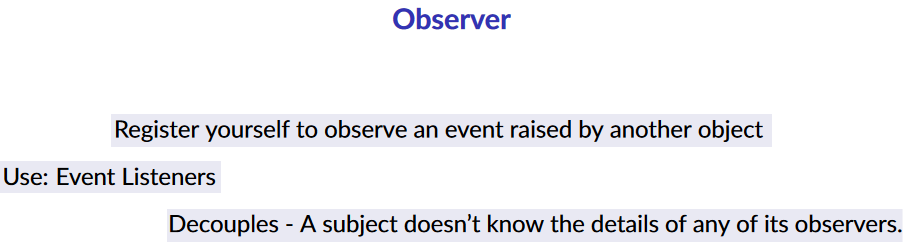 Observer
Register yourself to observe an event raised by another object
Use: Event Listeners
Decouples - A subject doesn’t know the details of any of its observers.